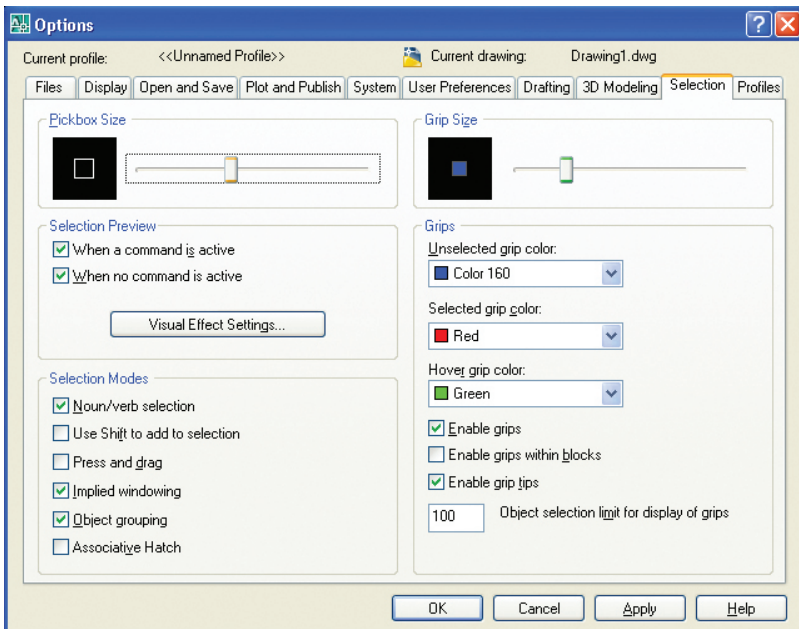 Options
Current profile: <<Unnamed Profile>> Current drawing: Drawing1.dwg
Files Display Open and Save Plot and Publish System User Preferences Drafting 3D Modeling Selection Profiles
Pickbox Size
Grip Size
Selection Preview
When a command is active
When no command is active
Visual Effect Settings...
Selection Modes
Noun/verb selection
Use Shift to add to selection
Press and drag
Implied windowing
Object grouping
Associative Hatch
Grips
Unselected grip color:
Color 160
Selected grip color:
Red
Hover grip color:
Green
Enable grips
Enable grips within blocks
Enable grip tips
100 Object selection limit for display of grips
OK Cancel Apply Help